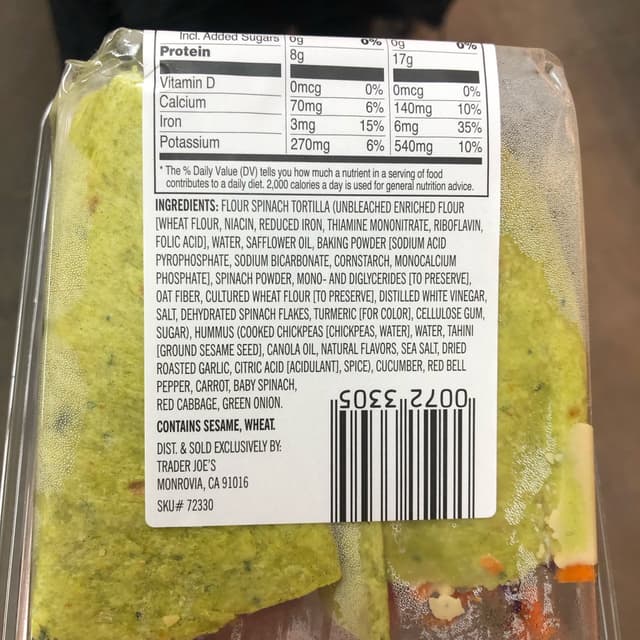 Incl. Added Sugars 0g 0% 0g 0%
Protein 8g 17g
Vitamin D 0mcg 0% 0mcg 0%
Calcium 70mg 6% 140mg 10%
Iron 3mg 15% 6mg 35%
Potassium 270mg 6% 540mg 10%
* The % Daily Value (DV) tells you how much a nutrient in a serving of food
contributes to a daily diet. 2,000 calories a day is used for general nutrition advice.
INGREDIENTS: FLOUR SPINACH TORTILLA (UNBLEACHED ENRICHED FLOUR
[WHEAT FLOUR, NIACIN, REDUCED IRON, THIAMINE MONONITRATE, RIBOFLAVIN,
FOLIC ACID], WATER, SAFFLOWER OIL, BAKING POWDER [SODIUM ACID
PYROPHOSPHATE, SODIUM BICARBONATE, CORNSTARCH, MONOCALCIUM
PHOSPHATE], SPINACH POWDER, MONO- AND DIGLYCERIDES [TO PRESERVE],
OAT FIBER, CULTURED WHEAT FLOUR [TO PRESERVE], DISTILLED WHITE VINEGAR,
SALT, DEHYDRATED SPINACH FLAKES, TURMERIC [FOR COLOR], CELLULOSE GUM,
SUGAR), HUMMUS (COOKED CHICKPEAS [CHICKPEAS, WATER], WATER, TAHINI
[GROUND SESAME SEED], CANOLA OIL, NATURAL FLAVORS, SEA SALT, DRIED
ROASTED GARLIC, CITRIC ACID [ACIDULANT], SPICE), CUCUMBER, RED BELL
PEPPER, CARROT, BABY SPINACH,
RED CABBAGE, GREEN ONION.
CONTAINS SESAME, WHEAT.
DIST. & SOLD EXCLUSIVELY BY:
TRADER JOE'S
MONROVIA, CA 91016
SKU# 72330
0072 3305